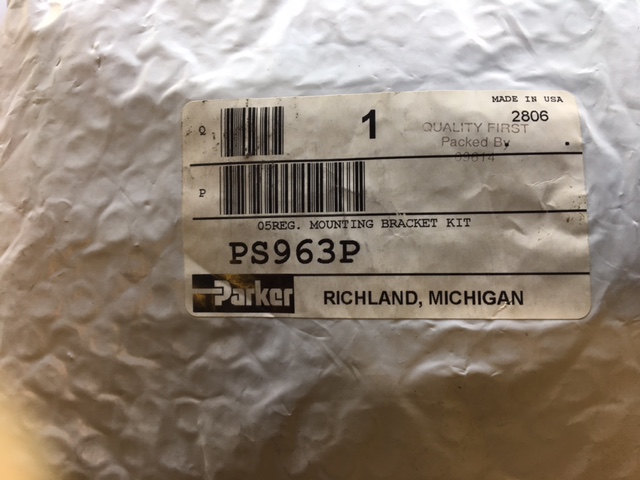 MADE IN USA
Q
1
2806
QUALITY FIRST
Packed By
P
05REG. MOUNTING BRACKET KIT
PS963P
Parker
RICHLAND, MICHIGAN